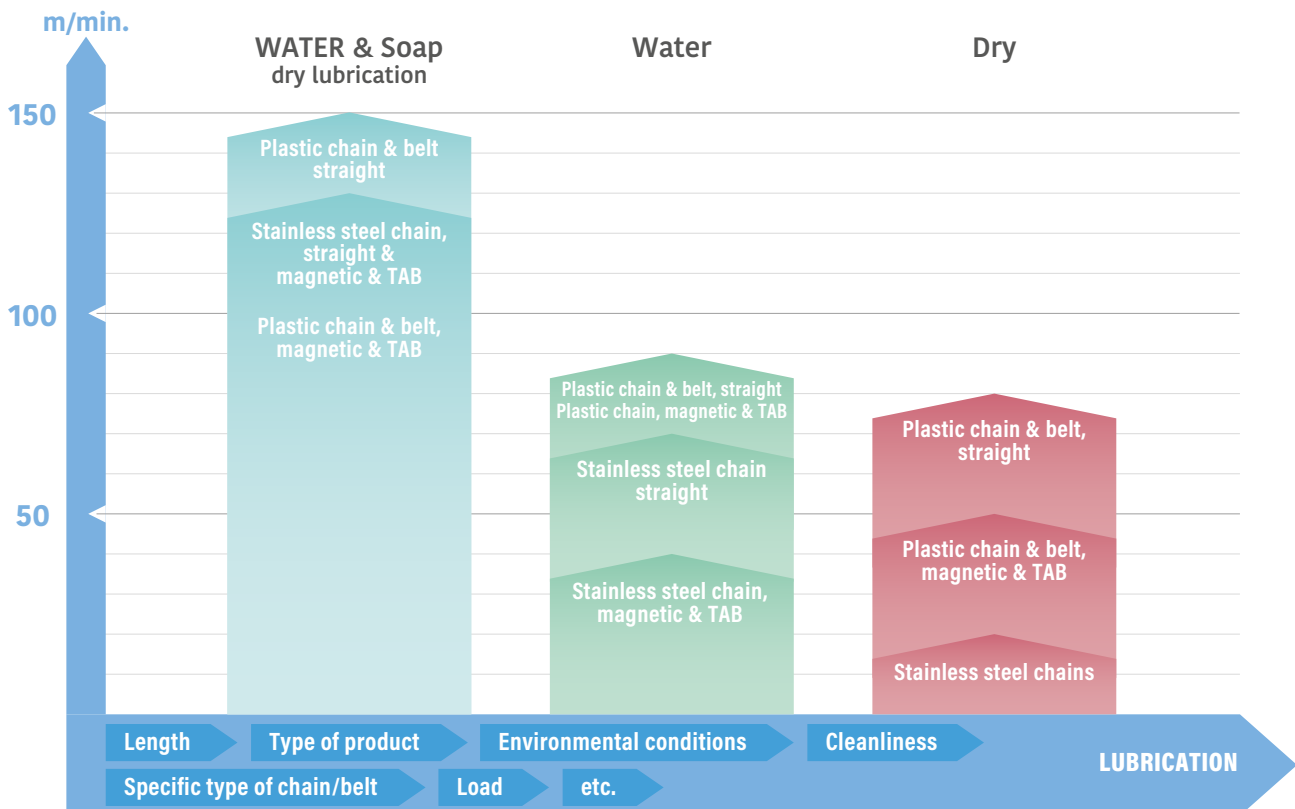 m/min.
WATER & Soap
dry lubrication
Water
Dry
150
100
50
Plastic chain & belt
straight
Stainless steel chain,
straight &
magnetic & TAB
Plastic chain & belt,
magnetic & TAB
Plastic chain & belt, straight
Plastic chain, magnetic & TAB
Stainless steel chain
straight
Stainless steel chain,
magnetic & TAB
Plastic chain & belt,
straight
Plastic chain & belt,
magnetic & TAB
Stainless steel chains
Length
Type of product
Environmental conditions
Cleanliness
Specific type of chain/belt
Load
etc.
LUBRICATION